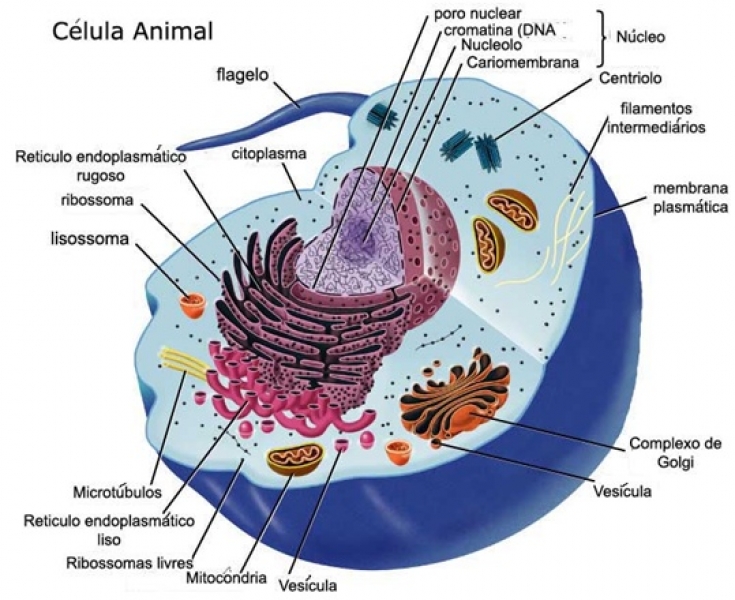 Célula Animal
poro nuclear
cromatina (DNA
Nucleolo
Cariomembrana
Núcleo
Centriolo
flagelo
filamentos
intermediários
Reticulo endoplasmático
rugoso
citoplasma
ribossoma
membrana
plasmática
lisossoma
Complexo de
Golgi
Vesícula
Microtúbulos
Reticulo endoplasmático
liso
Ribossomas livres
Mitocôndria
Vesícula